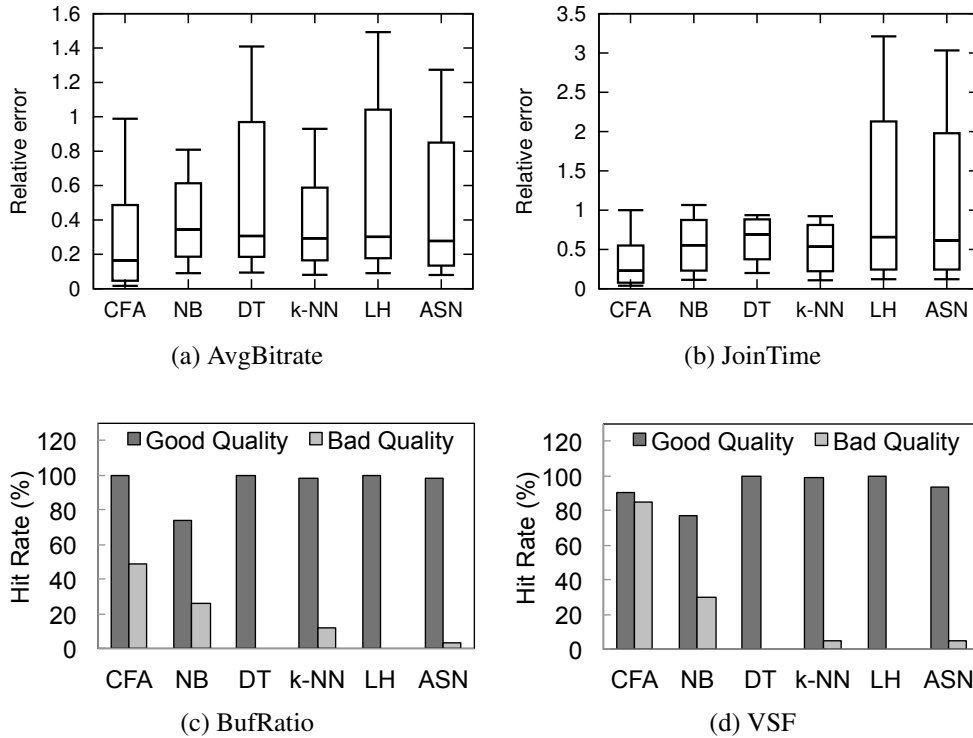 1.6
1.4
1.2
1
0.8
0.6
0.4
0.2
0
Relative error
CFA NB DT k-NN LH ASN
(a) AvgBitrate
3.5
3
2.5
2
1.5
1
0.5
0
Relative error
CFA NB DT k-NN LH ASN
(b) JoinTime
Good Quality Bad Quality
120
100
80
60
40
20
0
Hit Rate (%)
CFA NB DT k-NN LH ASN
(c) BufRatio
Good Quality Bad Quality
120
100
80
60
40
20
0
Hit Rate (%)
CFA NB DT k-NN LH ASN
(d) VSF